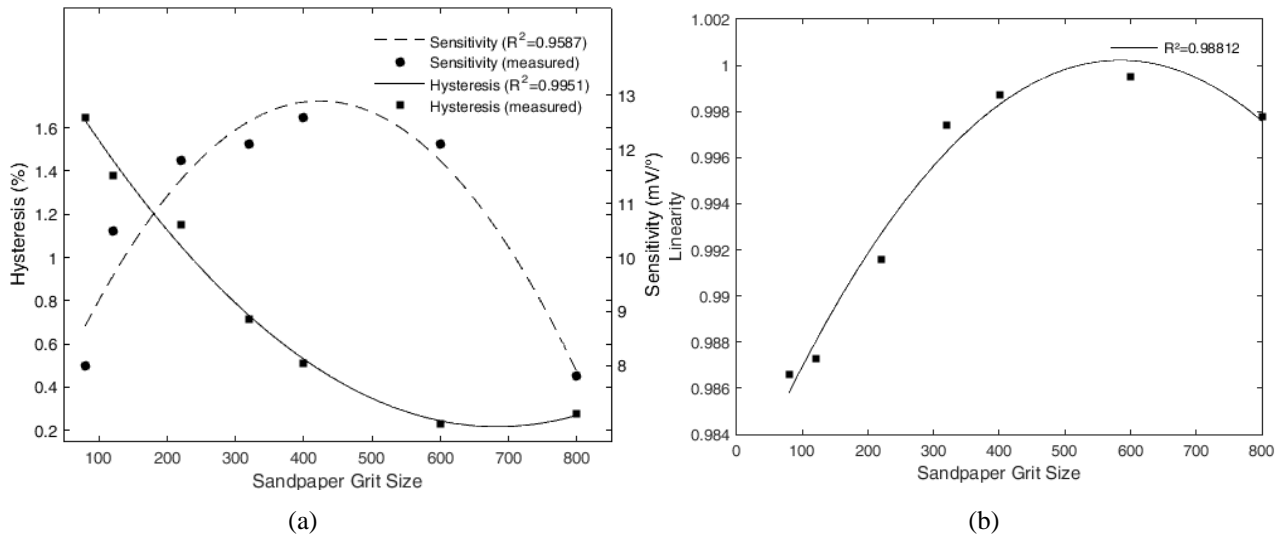 Sensitivity (R²=0.9587)
Sensitivity (measured)
Hysteresis (R²=0.9951)
Hysteresis (measured)
1.6
1.4
1.2
1
0.8
0.6
0.4
0.2
Hysteresis (%)
13
12
11
10
9
8
Sensitivity (mV/°)
100 200 300 400 500 600 700 800
Sandpaper Grit Size
(a)
R²=0.98812
1.002
1
0.998
0.996
0.994
0.992
0.99
0.988
0.986
0.984
Linearity
0 100 200 300 400 500 600 700 800
Sandpaper Grit Size
(b)